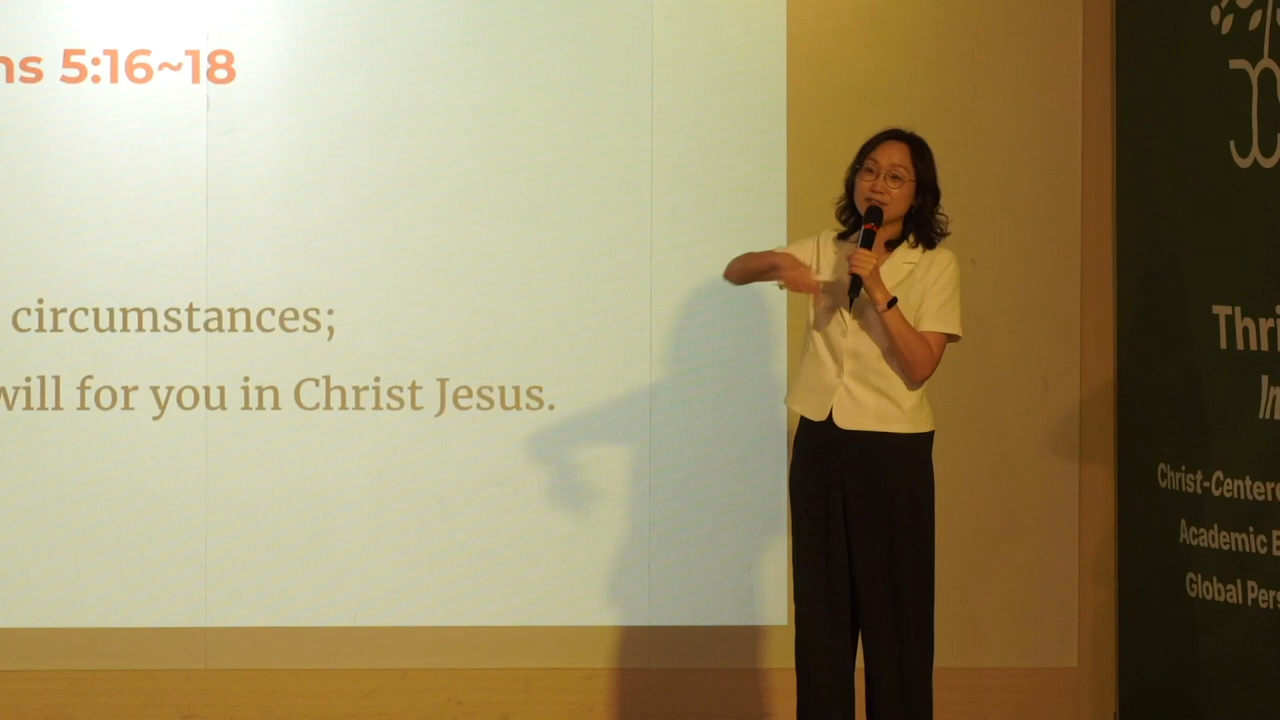 ns 5:16~18
circumstances;
will for you in Christ Jesus.
Thri
In
Christ-Centere
Academic E
Global Pers